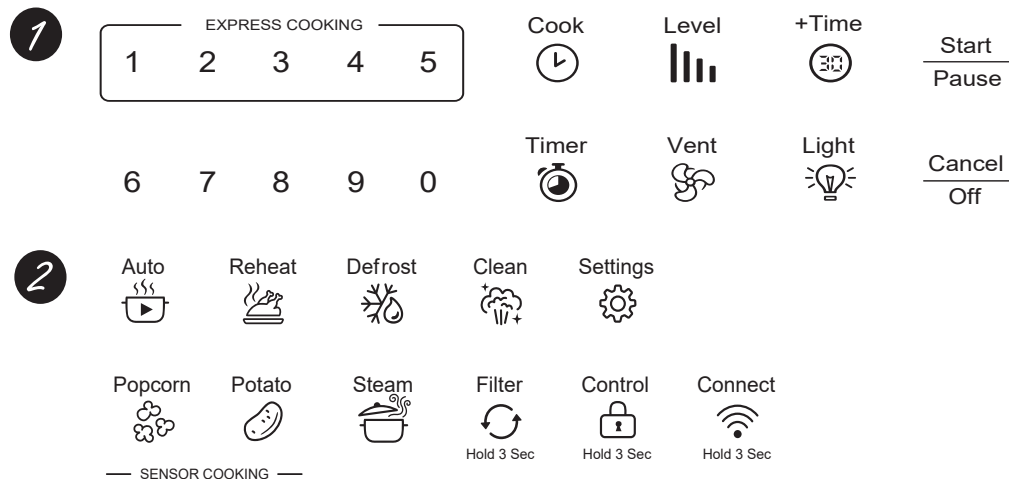 1
EXPRESS COOKING
1 2 3 4 5
Cook Level +Time
30
Start
Pause
6 7 8 9 0
Timer Vent Light
Cancel
Off
2
Auto Reheat Defrost Clean Settings
Popcorn Potato Steam Filter Control Connect
Hold 3 Sec Hold 3 Sec Hold 3 Sec
SENSOR COOKING